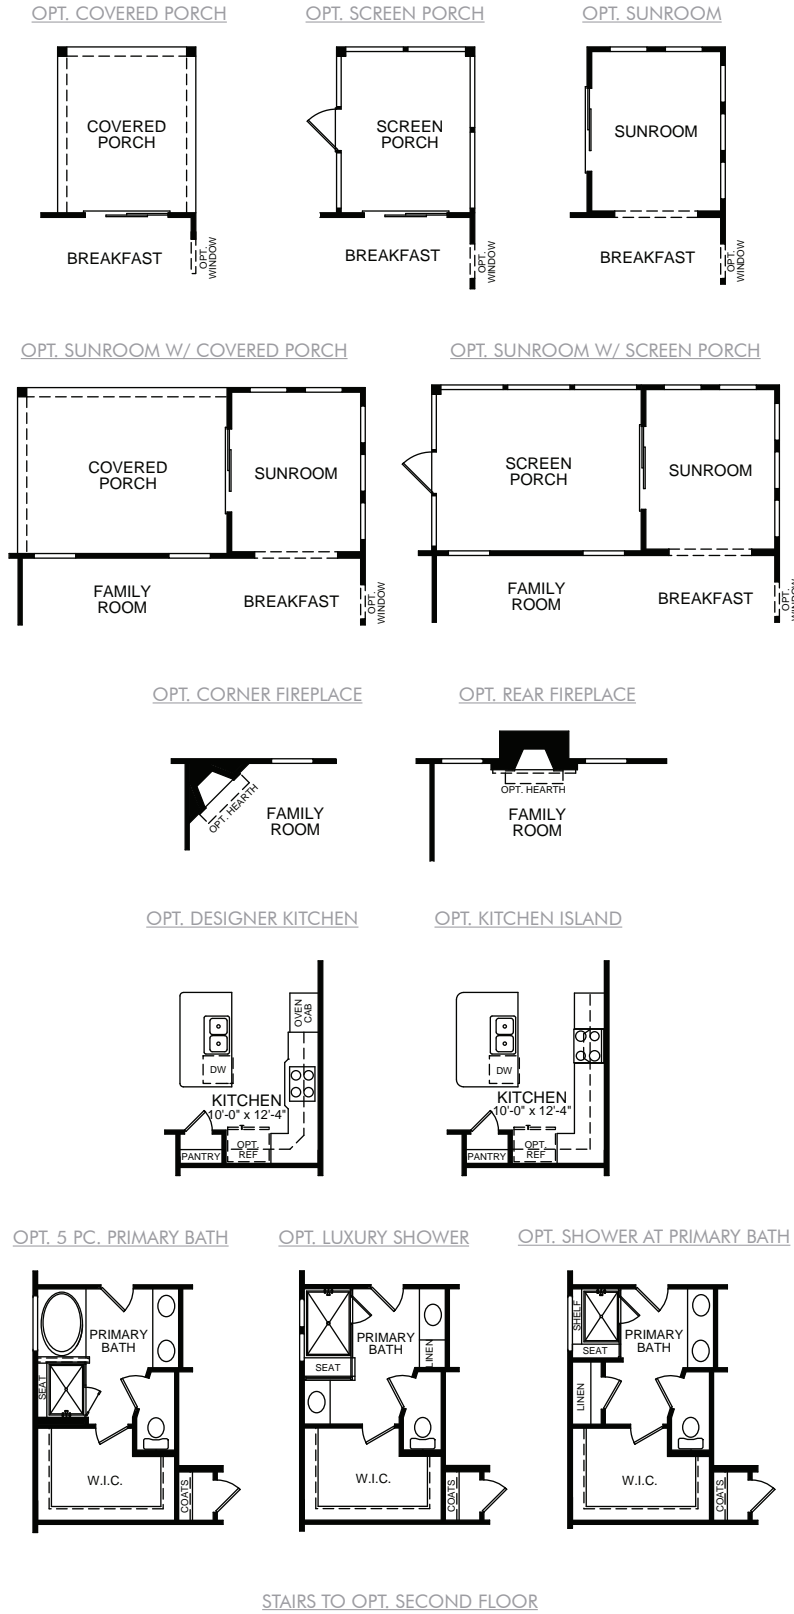 OPT. COVERED PORCH
OPT. SCREEN PORCH
OPT. SUNROOM
COVERED
PORCH
SCREEN
PORCH
SUNROOM
BREAKFAST
OPT.
WINDOW
BREAKFAST
OPT.
WINDOW
BREAKFAST
OPT.
WINDOW
OPT. SUNROOM W/ COVERED PORCH
OPT. SUNROOM W/ SCREEN PORCH
COVERED
PORCH
SUNROOM
SCREEN
PORCH
SUNROOM
FAMILY
ROOM
BREAKFAST
OPT.
WINDOW
FAMILY
ROOM
BREAKFAST
OPT.
WINDOW
OPT. CORNER FIREPLACE
OPT. REAR FIREPLACE
OPT. HEARTH
FAMILY
ROOM
OPT. HEARTH
FAMILY
ROOM
OPT. DESIGNER KITCHEN
OPT. KITCHEN ISLAND
OVEN
CAB
DW
KITCHEN
10'-0" x 12'-4"
OPT.
REF
PANTRY
DW
KITCHEN
10'-0" x 12'-4"
OPT.
REF
PANTRY
OPT. 5 PC. PRIMARY BATH
OPT. LUXURY SHOWER
OPT. SHOWER AT PRIMARY BATH
PRIMARY
BATH
SEAT
W.I.C.
COATS
PRIMARY
BATH
LINEN
SEAT
W.I.C.
COATS
SHELF
PRIMARY
BATH
SEAT
LINEN
W.I.C.
COATS
STAIRS TO OPT. SECOND FLOOR